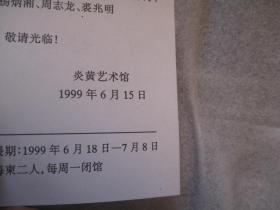 炳湘、周志龙、裘兆明
敬请光临！
炎黄艺术馆
1999年6月15日
期：1999年6月18日—7月8日
柬二人，每周一闭馆